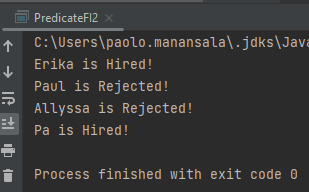 PredicateFI2
C:\Users\paolo.manansala\.jdks\Java
Erika is Hired!
Paul is Rejected!
Allyssa is Rejected!
Pa is Hired!
Process finished with exit code 0